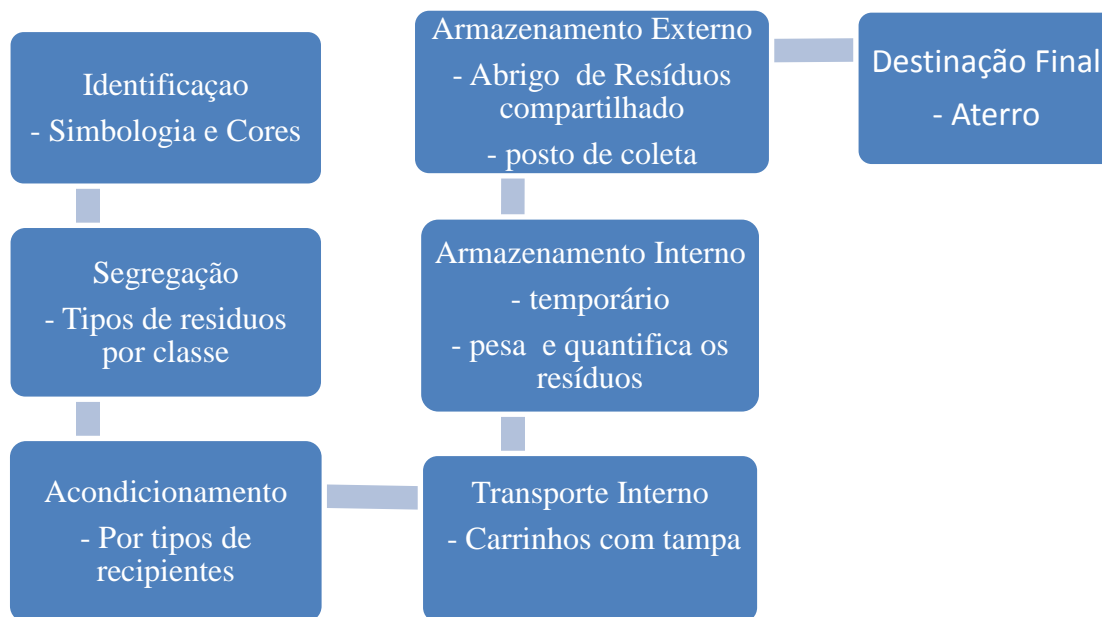 Identificaçao
- Simbologia e Cores
Segregação
- Tipos de residuos
por classe
Acondicionamento
- Por tipos de
recipientes
Transporte Interno
- Carrinhos com tampa
Armazenamento Interno
- temporário
- pesa e quantifica os
resíduos
Armazenamento Externo
- Abrigo de Resíduos
compartilhado
- posto de coleta
Destinação Final
- Aterro